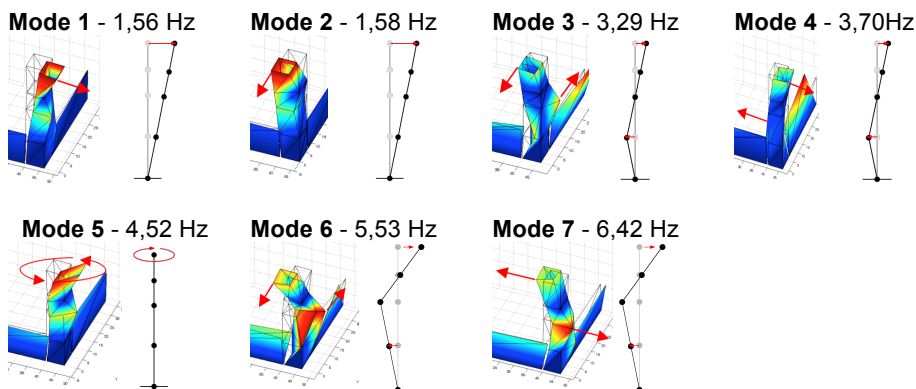 Mode 1 - 1,56 Hz
Mode 2 - 1,58 Hz
Mode 3 - 3,29 Hz
Mode 4 - 3,70Hz
Mode 5 - 4,52 Hz
Mode 6 - 5,53 Hz
Mode 7 - 6,42 Hz